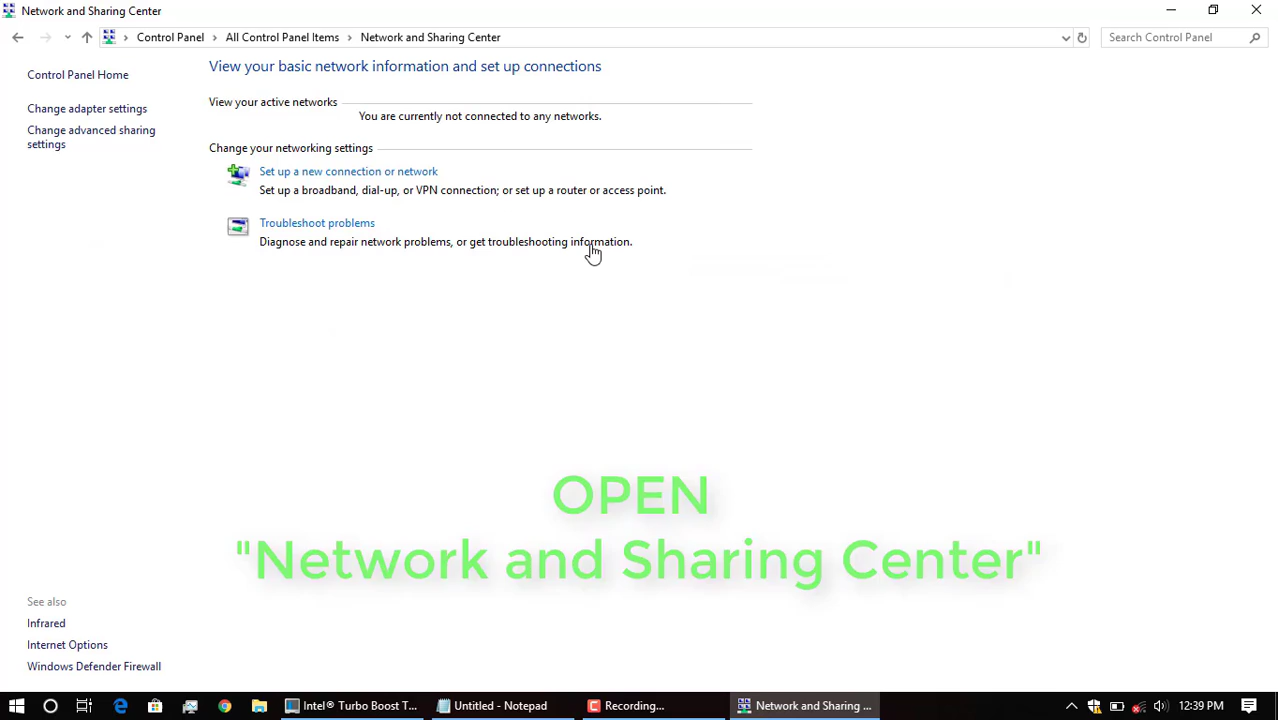 Network and Sharing Center
Control Panel
All Control Panel Items
Network and Sharing Center
Search Control Panel
Control Panel Home
Change adapter settings
Change advanced sharing
settings
View your basic network information and set up connections
View your active networks
You are currently not connected to any networks.
Change your networking settings
Set up a new connection or network
Set up a broadband, dial-up, or VPN connection; or set up a router or access point.
Troubleshoot problems
Diagnose and repair network problems, or get troubleshooting information.
OPEN
"Network and Sharing Center"
See also
Infrared
Internet Options
Windows Defender Firewall
Intel® Turbo Boost T...
Untitled - Notepad
Recording...
Network and Sharing ...
12:39 PM